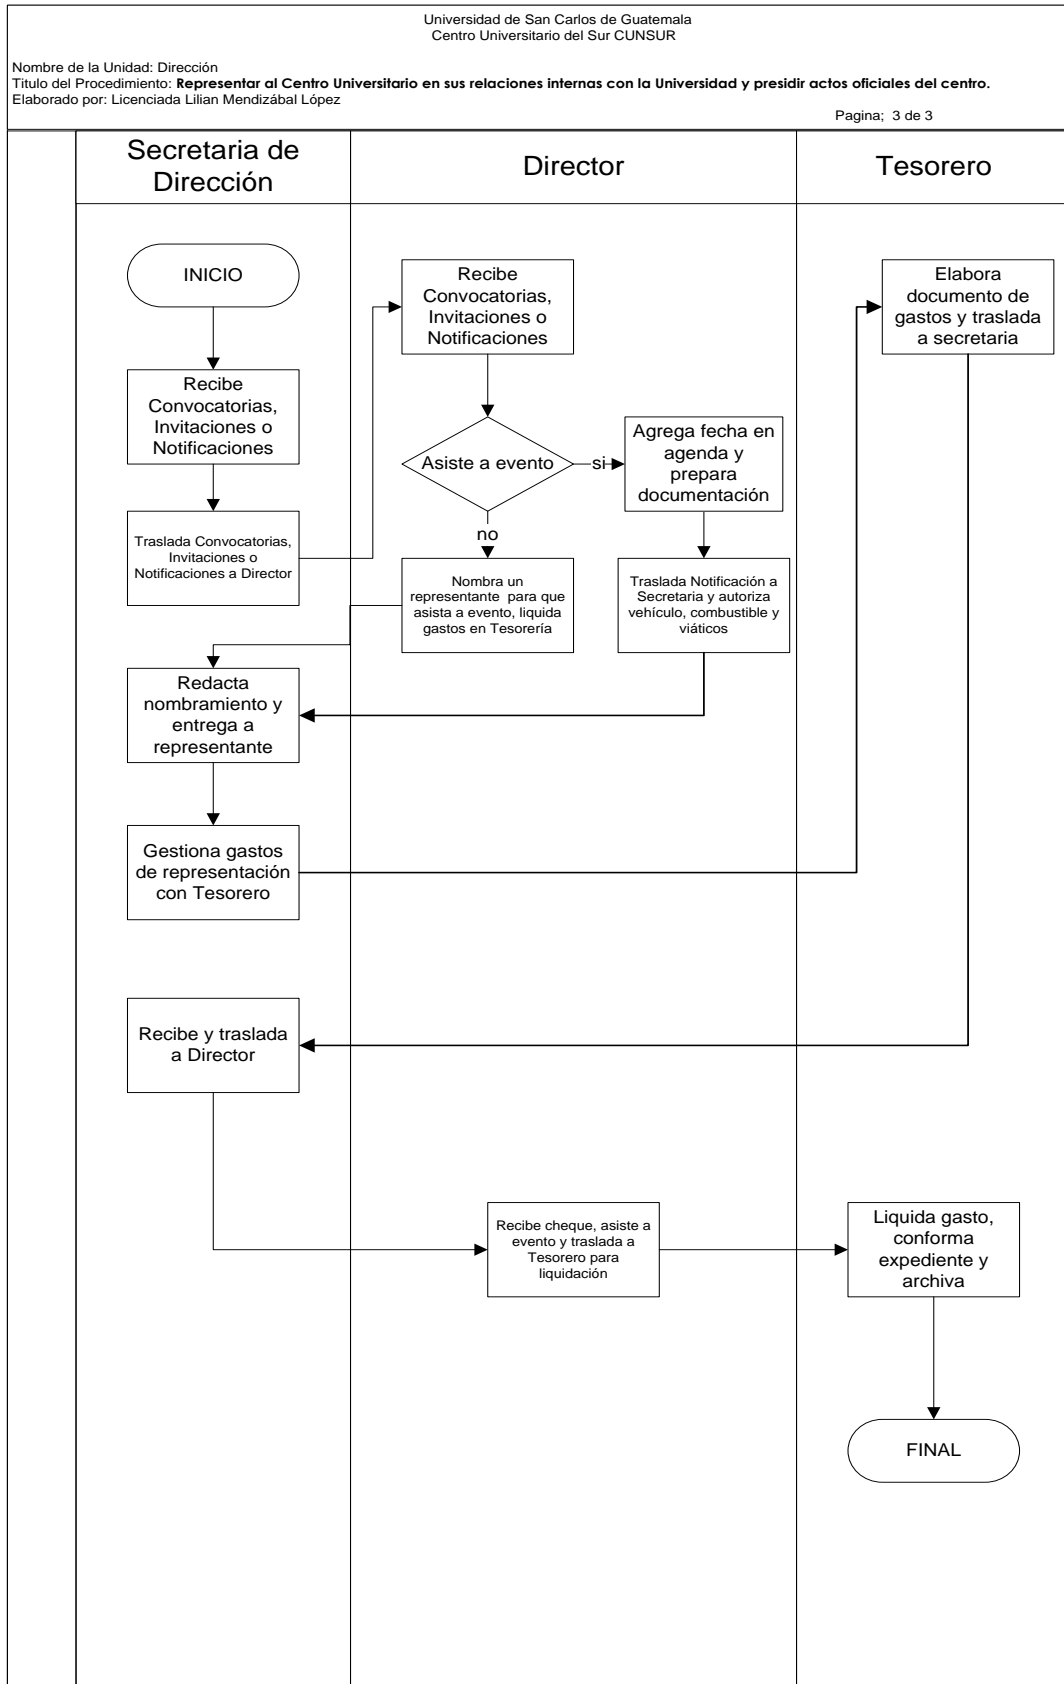 Universidad de San Carlos de Guatemala
Centro Universitario del Sur CUNSUR
Nombre de la Unidad: Dirección
Titulo del Procedimiento: Representar al Centro Universitario en sus relaciones internas con la Universidad y presidir actos oficiales del centro.
Elaborado por: Licenciada Lilian Mendizábal López
Pagina; 3 de 3
Secretaria de
Dirección
Director
Tesorero
INICIO
Recibe
Convocatorias,
Invitaciones o
Notificaciones
Traslada Convocatorias,
Invitaciones o
Notificaciones a Director
Recibe
Convocatorias,
Invitaciones o
Notificaciones
Asiste a evento
si
no
Agrega fecha en
agenda y
prepara
documentación
Nombra un
representante para que
asista a evento, liquida
gastos en Tesorería
Traslada Notificación a
Secretaria y autoriza
vehículo, combustible y
viáticos
Redacta
nombramiento y
entrega a
representante
Gestiona gastos
de representación
con Tesorero
Elabora
documento de
gastos y traslada
a secretaria
Recibe y traslada
a Director
Recibe cheque, asiste a
evento y traslada a
Tesorero para
liquidación
Liquida gasto,
conforma
expediente y
archiva
FINAL